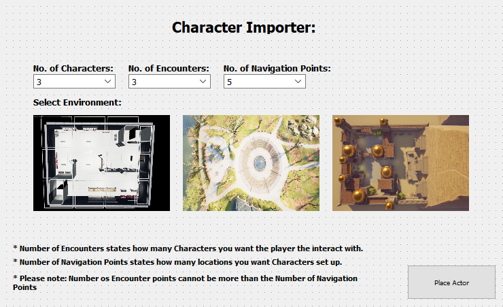 Character Importer:
No. of Characters: No. of Encounters: No. of Navigation Points:
3 3 5
Select Environment:
* Number of Encounters states how many Characters you want the player the interact with.
* Number of Navigation Points states how many locations you want Characters set up.
* Please note: Number os Encounter points cannot be more than the Number of Navigation
Points
Place Actor